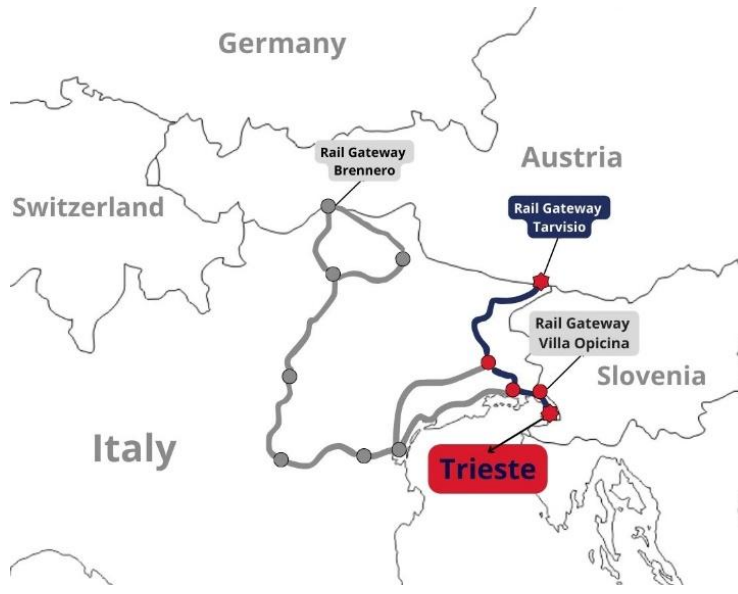 Germany
Rail Gateway
Brennero
Austria
Switzerland
Rail Gateway
Tarvisio
Rail Gateway
Villa Opicina
Slovenia
Italy
Trieste